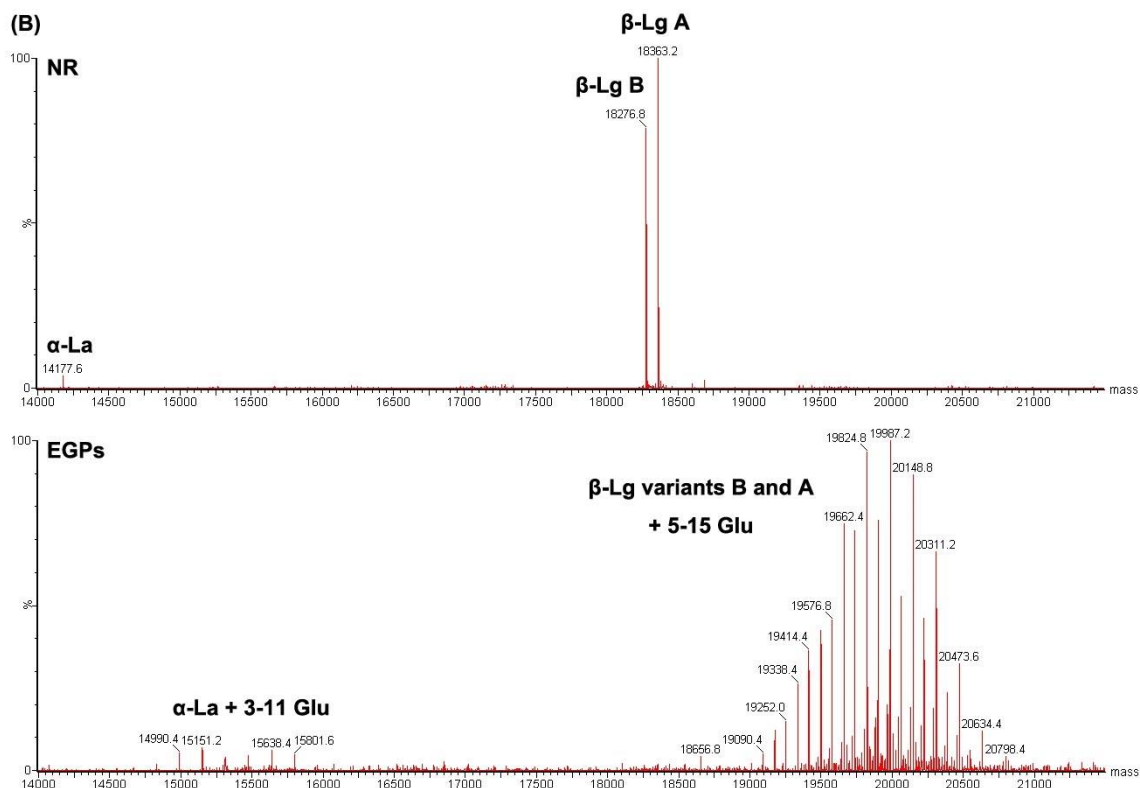 (B)
NR
β-Lg A
18363.2
β-Lg B
18276.8
α-La
14177.6
100
%
0
14000 14500 15000 15500 16000 16500 17000 17500 18000 18500 19000 19500 20000 20500 21000 mass
EGPs
β-Lg variants B and A
+ 5-15 Glu
α-La + 3-11 Glu
14990.4 15151.2 15638.4 15801.6
18656.8
19090.4
19252.0
19338.4
19414.4
19576.8
19662.4
19824.8
19987.2
20148.8
20311.2
20473.6
20634.4
20798.4
100
%
0
14000 14500 15000 15500 16000 16500 17000 17500 18000 18500 19000 19500 20000 20500 21000 mass